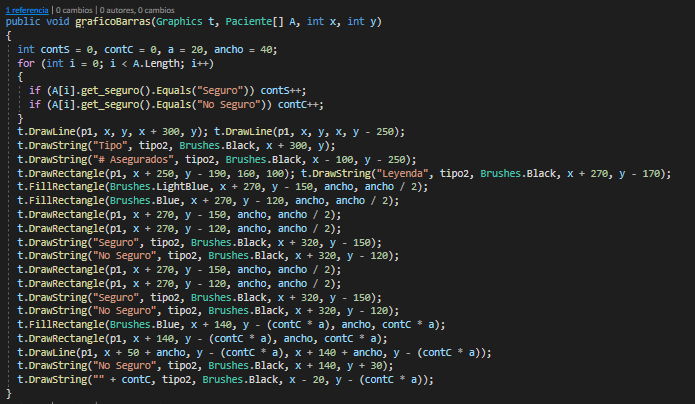 1 referencia | 0 cambios | 0 autores, 0 cambios
public void graficoBarras(Graphics t, Paciente[] A, int x, int y)
{
int contS = 0, contC = 0, a = 20, ancho = 40;
for (int i = 0; i < A.Length; i++)
{
if (A[i].get_seguro().Equals("Seguro")) contS++;
if (A[i].get_seguro().Equals("No Seguro")) contC++;
}
t.DrawLine(p1, x, y, x + 300, y); t.DrawLine(p1, x, y, x, y - 250);
t.DrawString("Tipo", tipo2, Brushes.Black, x + 300, y);
t.DrawString("# Asegurados", tipo2, Brushes.Black, x - 100, y - 250);
t.DrawRectangle(p1, x + 250, y - 190, 160, 100); t.DrawString("Leyenda", tipo2, Brushes.Black, x + 270, y - 170);
t.FillRectangle(Brushes.LightBlue, x + 270, y - 150, ancho, ancho / 2);
t.FillRectangle(Brushes.Blue, x + 270, y - 120, ancho, ancho / 2);
t.DrawRectangle(p1, x + 270, y - 150, ancho, ancho / 2);
t.DrawRectangle(p1, x + 270, y - 120, ancho, ancho / 2);
t.DrawString("Seguro", tipo2, Brushes.Black, x + 320, y - 150);
t.DrawString("No Seguro", tipo2, Brushes.Black, x + 320, y - 120);
t.DrawRectangle(p1, x + 270, y - 150, ancho, ancho / 2);
t.DrawRectangle(p1, x + 270, y - 120, ancho, ancho / 2);
t.DrawString("Seguro", tipo2, Brushes.Black, x + 320, y - 150);
t.DrawString("No Seguro", tipo2, Brushes.Black, x + 320, y - 120);
t.FillRectangle(Brushes.Blue, x + 140, y - (contC * a), ancho, contC * a);
t.DrawRectangle(p1, x + 140, y - (contC * a), ancho, contC * a);
t.DrawLine(p1, x + 50 + ancho, y - (contC * a), x + 140 + ancho, y - (contC * a));
t.DrawString("No Seguro", tipo2, Brushes.Black, x + 140, y + 30);
t.DrawString("" + contC, tipo2, Brushes.Black, x - 20, y - (contC * a));
}